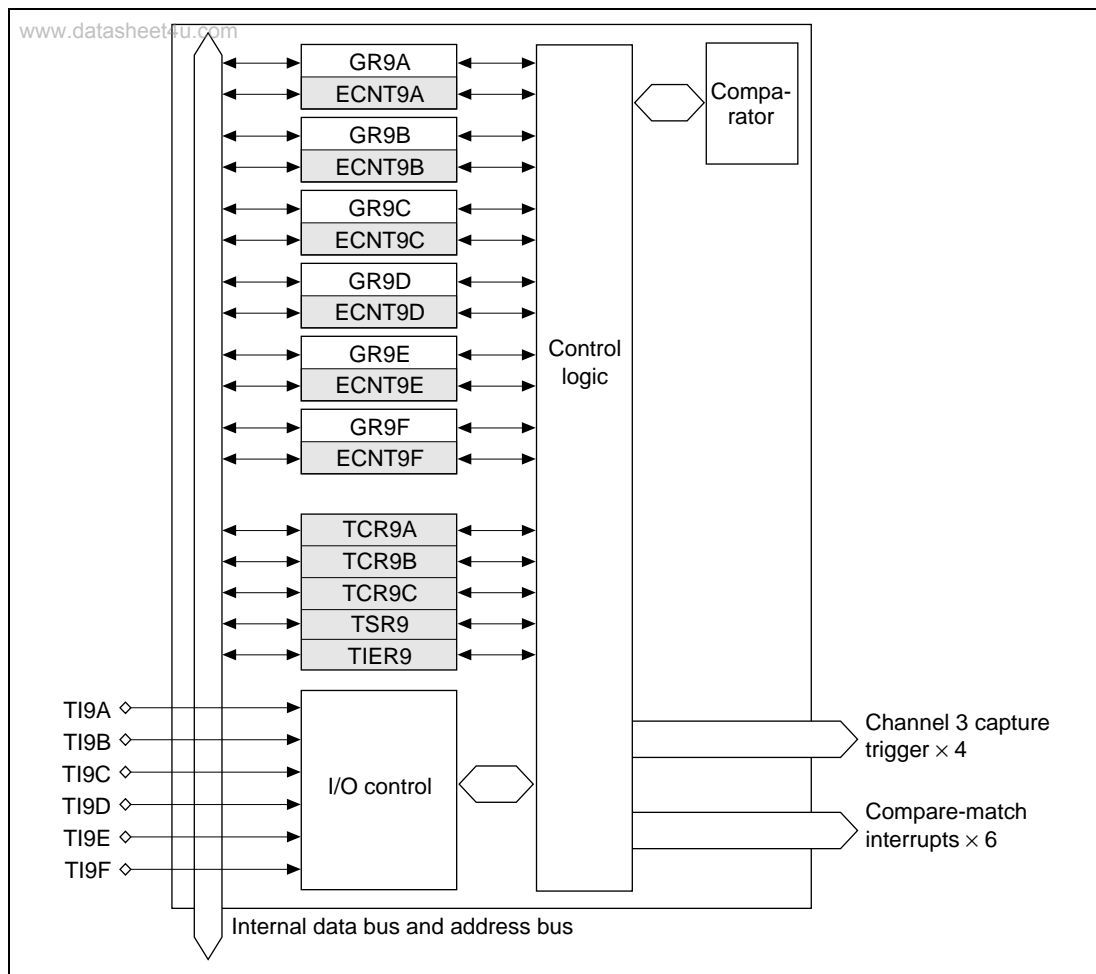 www.datasheet4u.com
GR9A
ECNT9A
GR9B
ECNT9B
GR9C
ECNT9C
GR9D
ECNT9D
GR9E
ECNT9E
GR9F
ECNT9F
TCR9A
TCR9B
TCR9C
TSR9
TIER9
Control
logic
Compa-
rator
TI9A
TI9B
TI9C
TI9D
TI9E
TI9F
I/O control
Channel 3 capture
trigger × 4
Compare-match
interrupts × 6
Internal data bus and address bus